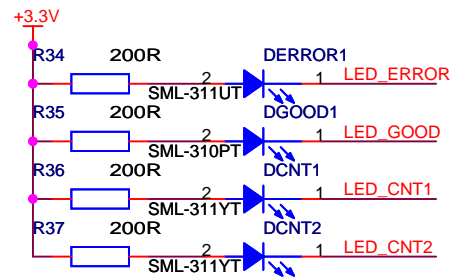 +3.3V
R34 200R DERROR1
2 1 LED_ERROR
SML-311UT
R35 200R DGOOD1
2 1 LED_GOOD
SML-310PT
R36 200R DCNT1
2 1 LED_CNT1
SML-311YT
R37 200R DCNT2
2 1 LED_CNT2
SML-311YT